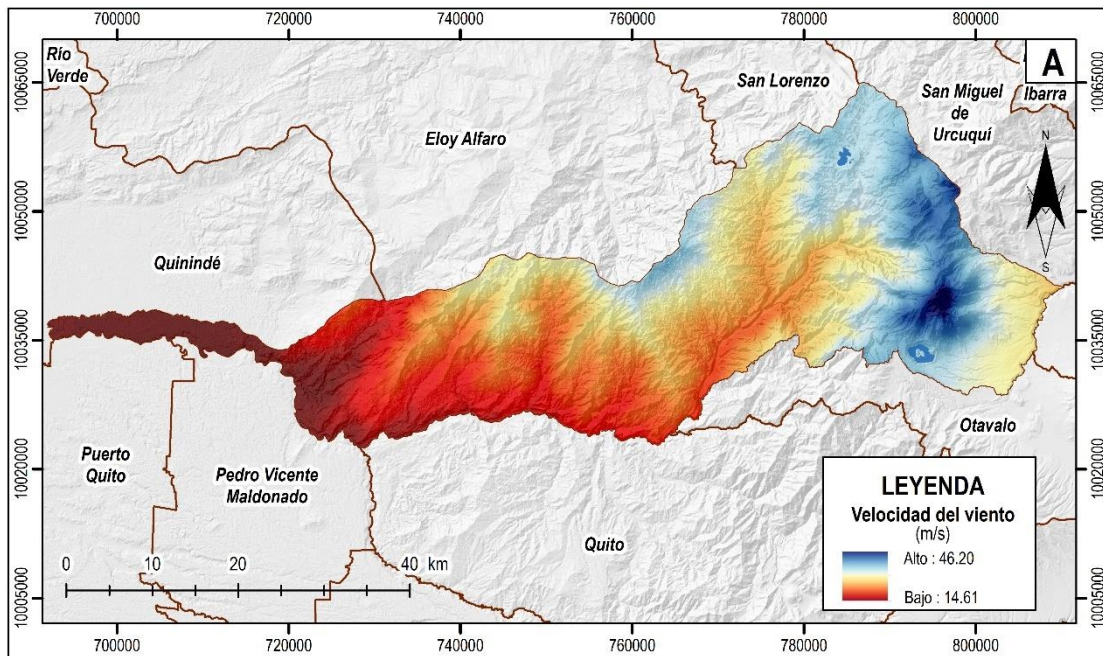 700000 720000 740000 760000 780000 800000
A
Río
Verde
San Lorenzo
San Miguel
de
Urcuquí
Ibarra
Eloy Alfaro
N
S
Quinindé
Puerto
Quito
Pedro Vicente
Maldonado
Quito
Otavalo
10065000
10050000
10035000
10020000
10005000
10065000
10050000
10035000
10020000
10005000
0 10 20 40 km
LEYENDA
Velocidad del viento
(m/s)
Alto : 46.20
Bajo : 14.61
700000 720000 740000 760000 780000 800000